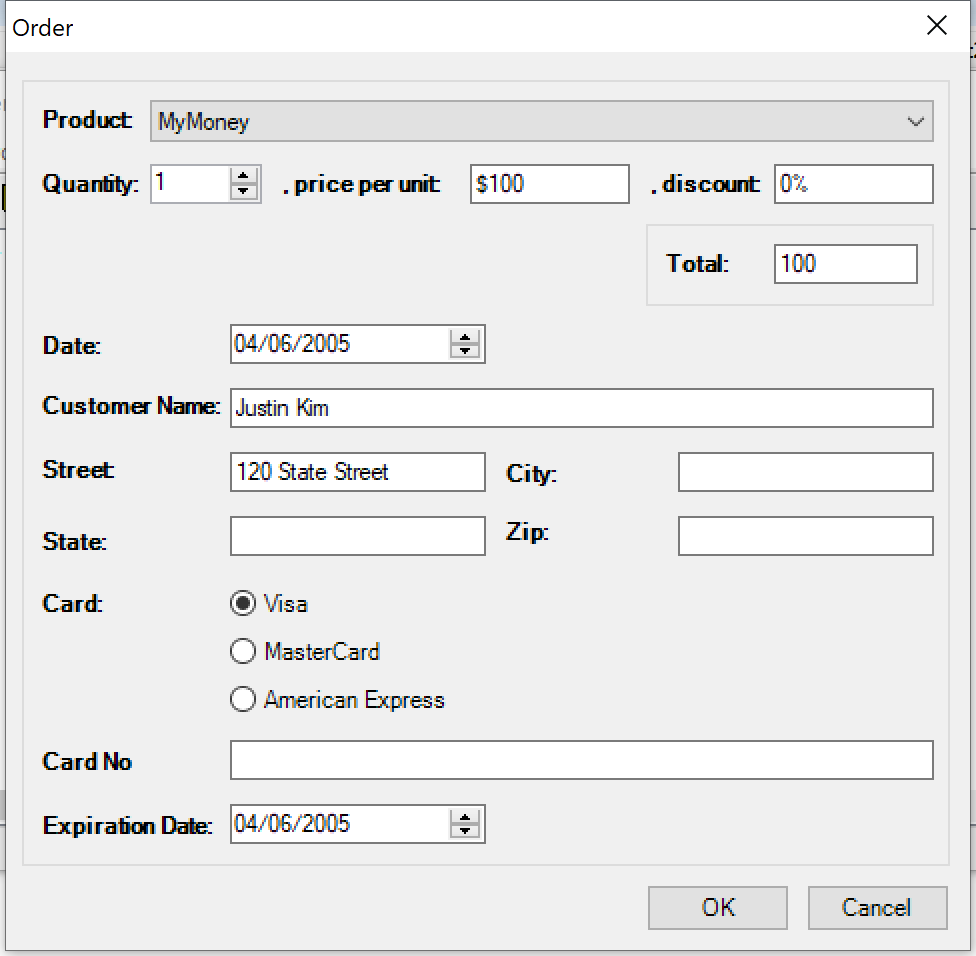 Order
Product: MyMoney
Quantity: 1 . price per unit: $100 . discount: 0%
Total: 100
Date: 04/06/2005
Customer Name: Justin Kim
Street: 120 State Street City:
State: Zip:
Card: Visa
MasterCard
American Express
Card No
Expiration Date: 04/06/2005
OK Cancel